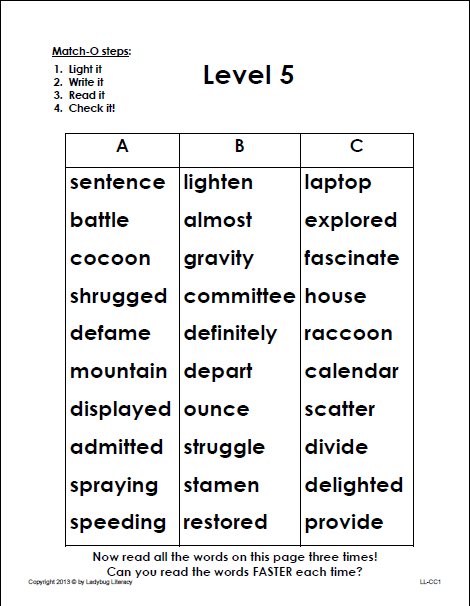 Match-O steps:
1. Light it
2. Write it
3. Read it
4. Check it!
Level 5
A B C
sentence lighten laptop
battle almost explored
cocoon gravity fascinate
shrugged committee house
defame definitely raccoon
mountain depart calendar
displayed ounce scatter
admitted struggle divide
spraying stamen delighted
speeding restored provide
Now read all the words on this page three times!
Can you read the words FASTER each time?
Copyright 2013 © by Ladybug Literacy LL-CC1